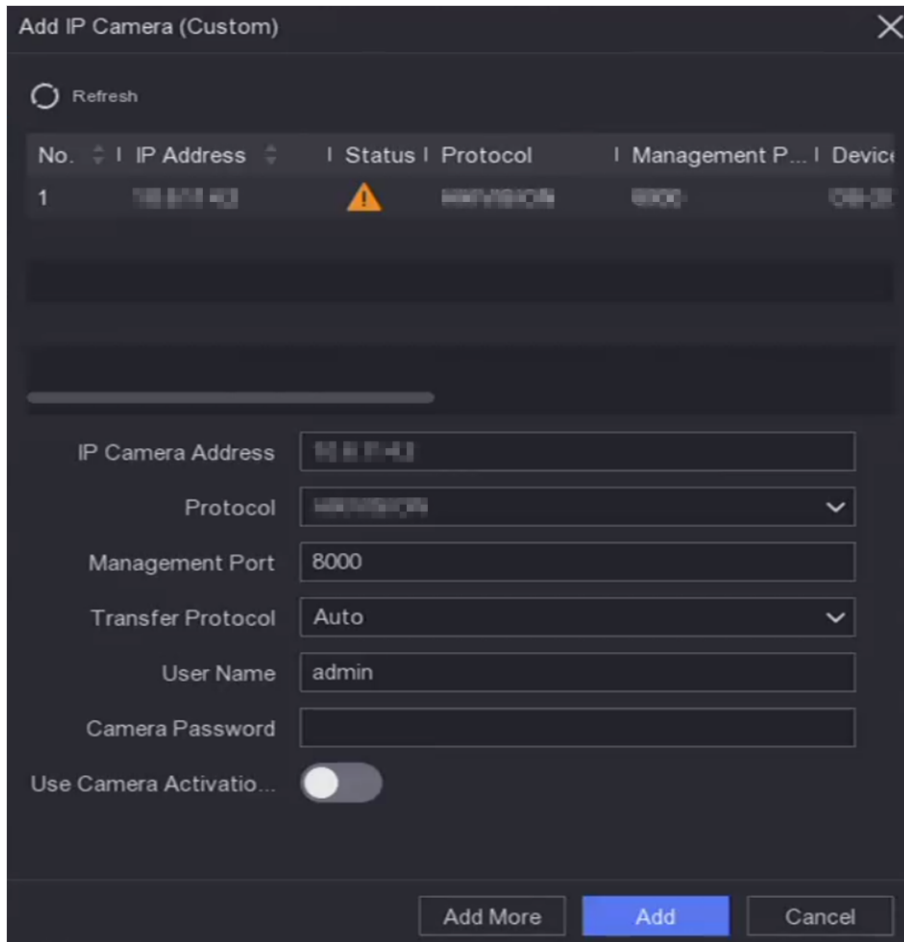 Add IP Camera (Custom)
Refresh
No. IP Address Status Protocol Management P... Device
1
IP Camera Address
Protocol
Management Port 8000
Transfer Protocol Auto
User Name admin
Camera Password
Use Camera Activatio...
Add More Add Cancel